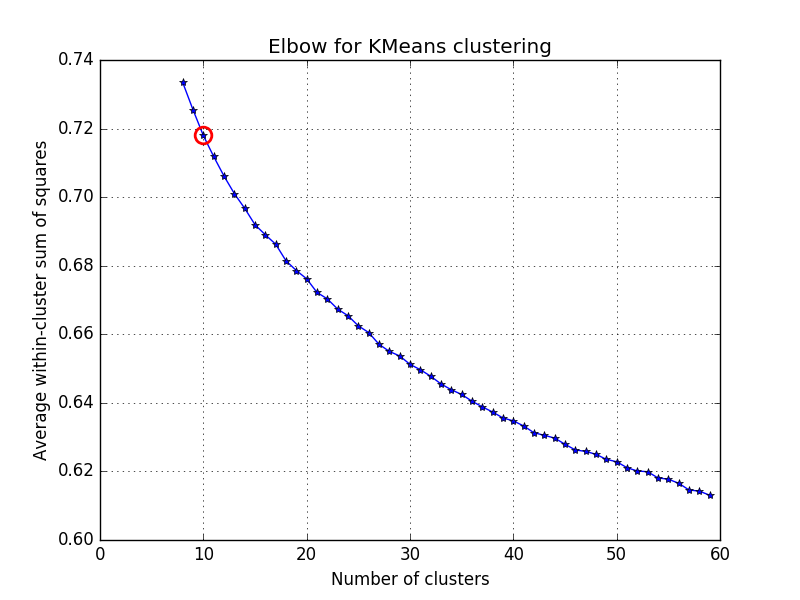 Elbow for KMeans clustering
0.74
0.72
0.70
0.68
0.66
0.64
0.62
0.60
Average within-cluster sum of squares
0 10 20 30 40 50 60
Number of clusters